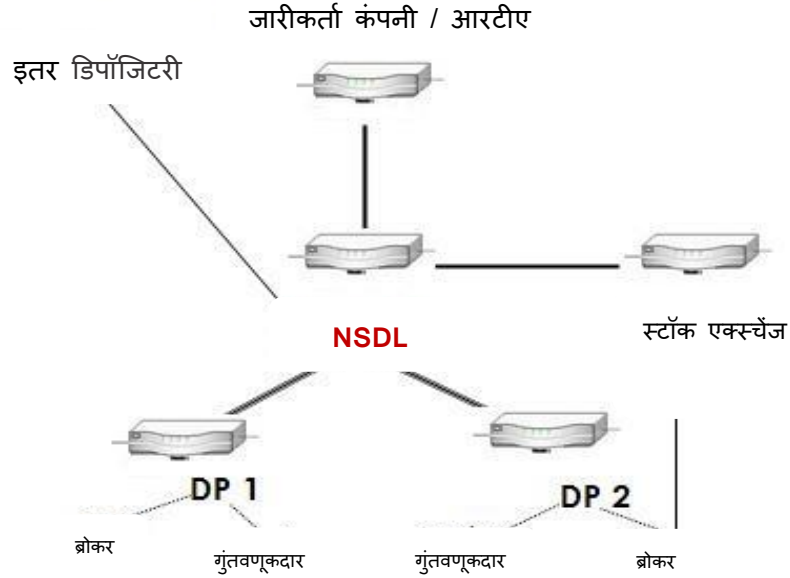 जारीकर्ता कंपनी / आरटीए
इतर डिपॉजिटरी
NSDL
स्टॉक एक्स्चेंज
DP 1
DP 2
ब्रोकर
गुंतवणूकदार
गुंतवणूकदार
ब्रोकर